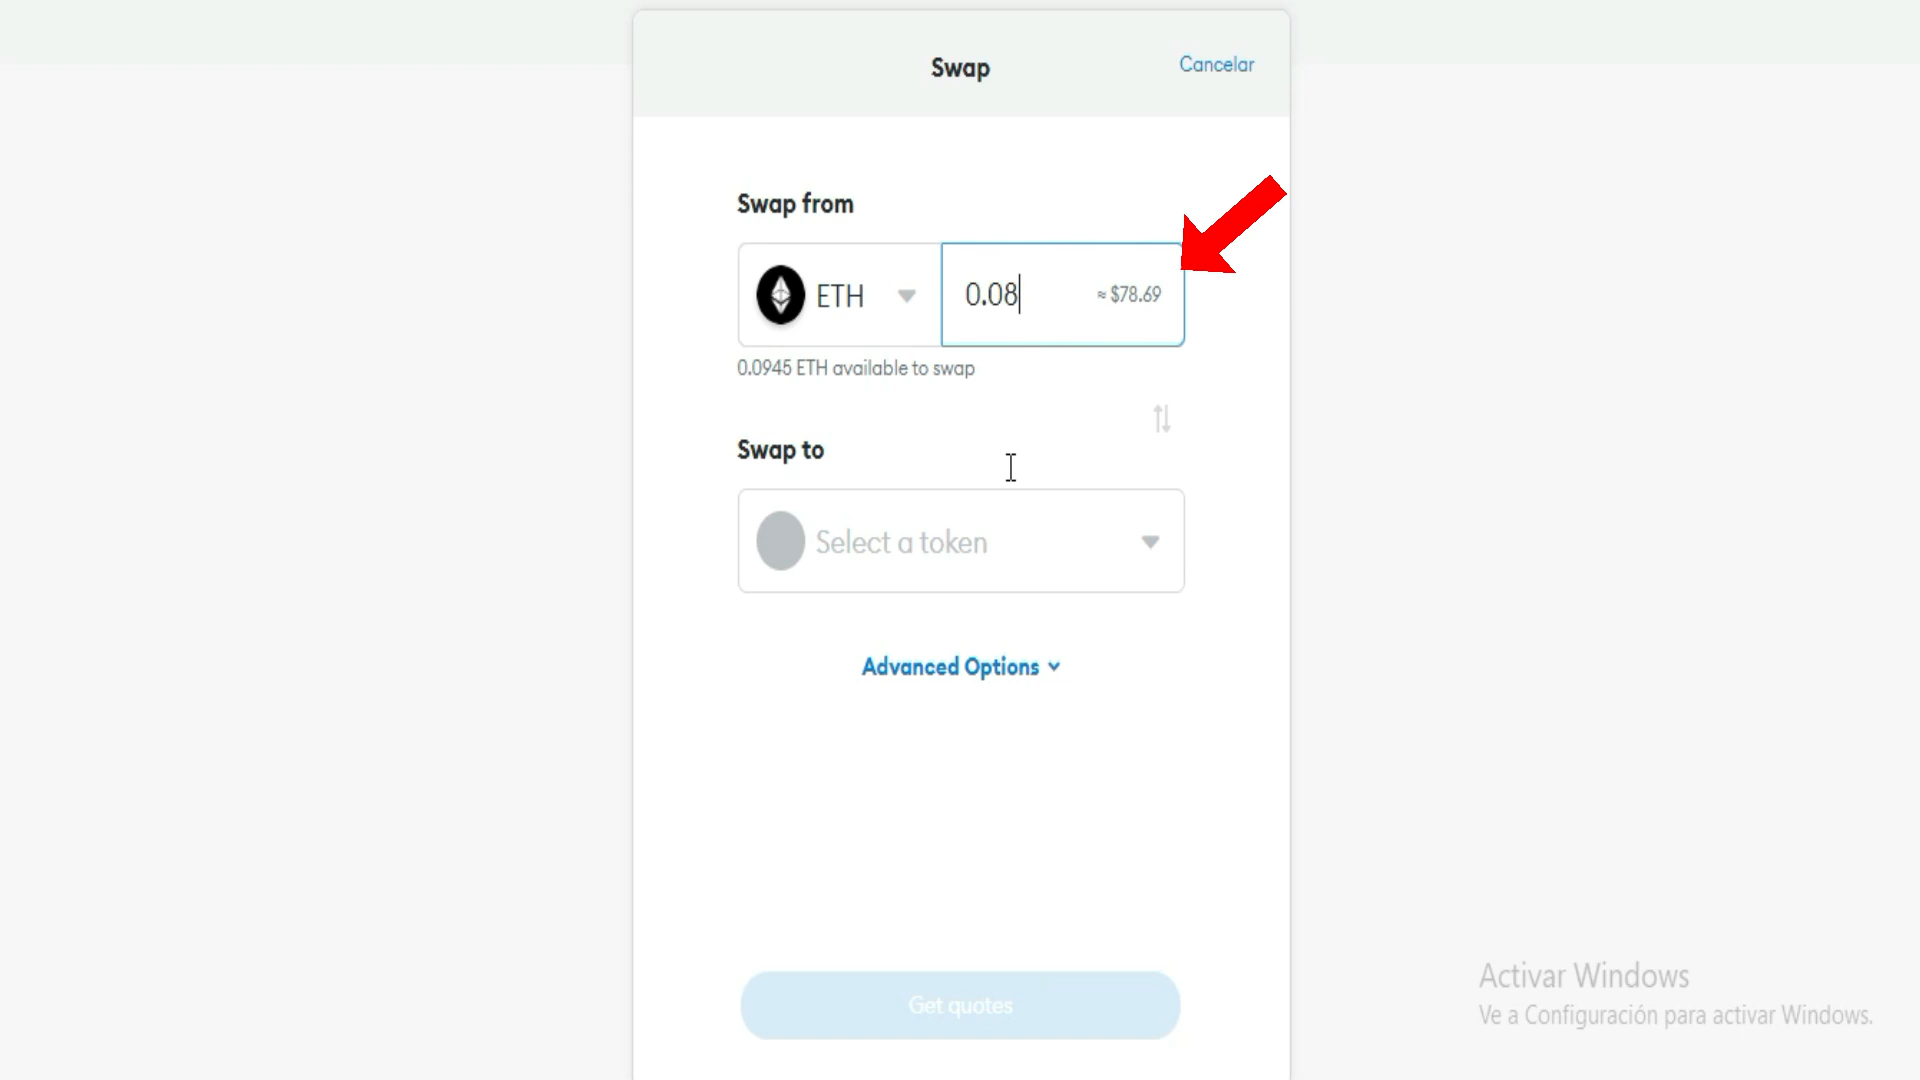 Swap
Cancelar
Swap from
ETH
0.08
≈ $78.69
0.0945 ETH available to swap
Swap to
Select a token
Advanced Options
Get quotes
Activar Windows
Ve a Configuración para activar Windows.